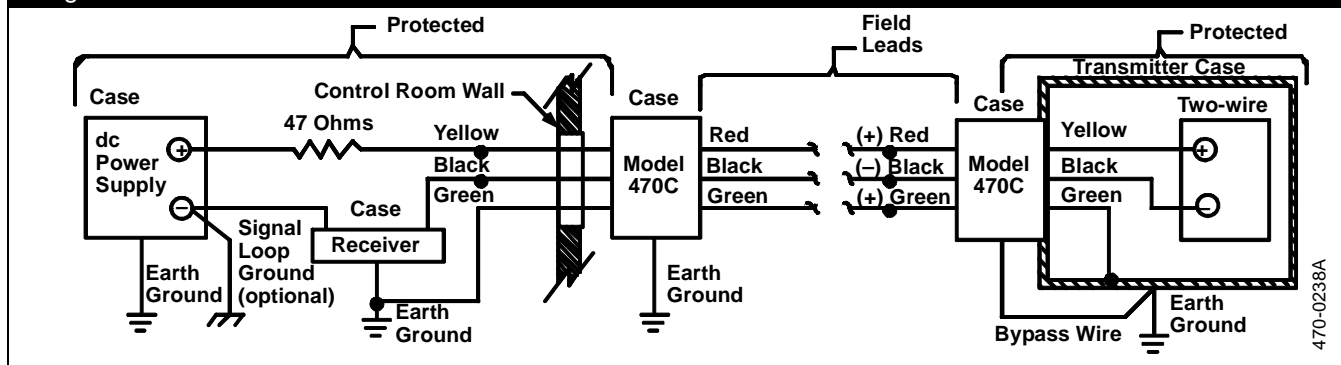 Protected
Field
Leads
Protected
Transmitter Case
Case
Control Room Wall
Case
Case
Two-wire
47 Ohms
dc
Power
Supply
+
−
Yellow
Black
Green
Model
470C
Red
Black
Green
(+) Red
(–) Black
(+) Green
Model
470C
Yellow
Black
Green
+
−
Case
Receiver
Signal
Loop
Ground
(optional)
Earth
Ground
Earth
Ground
Earth
Ground
Bypass Wire
Earth
Ground
470-0238A